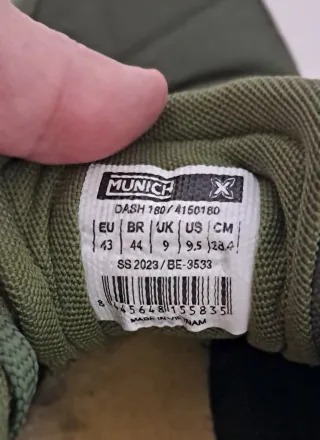 MUNICH X
DASH 180 / 4150180
EU BR UK US CM
43 44 9 9.5 28.4
SS 2023 / BE-3533
8 445648 155835
MADE IN VIETNAM